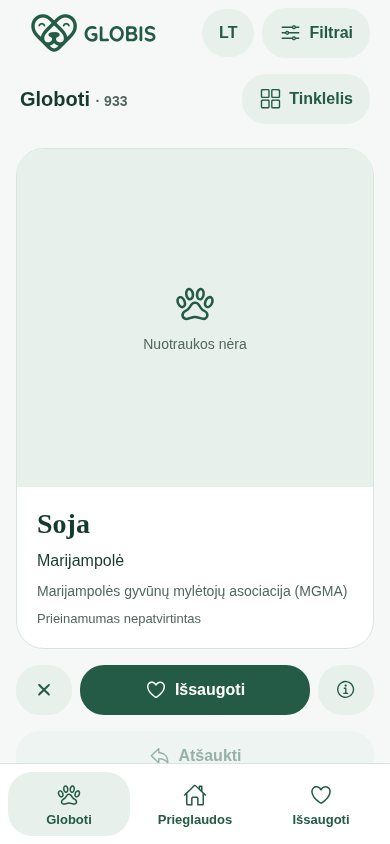 GLOBIS
LT
Filtrai
Globoti · 933
Tinklelis
Nuotraukos nėra
Soja
Marijampolė
Marijampolės gyvūnų mylėtojų asociacija (MGMA)
Prieinamumas nepatvirtintas
Išsaugoti
Atšaukti
Globoti
Prieglaudos
Išsaugoti